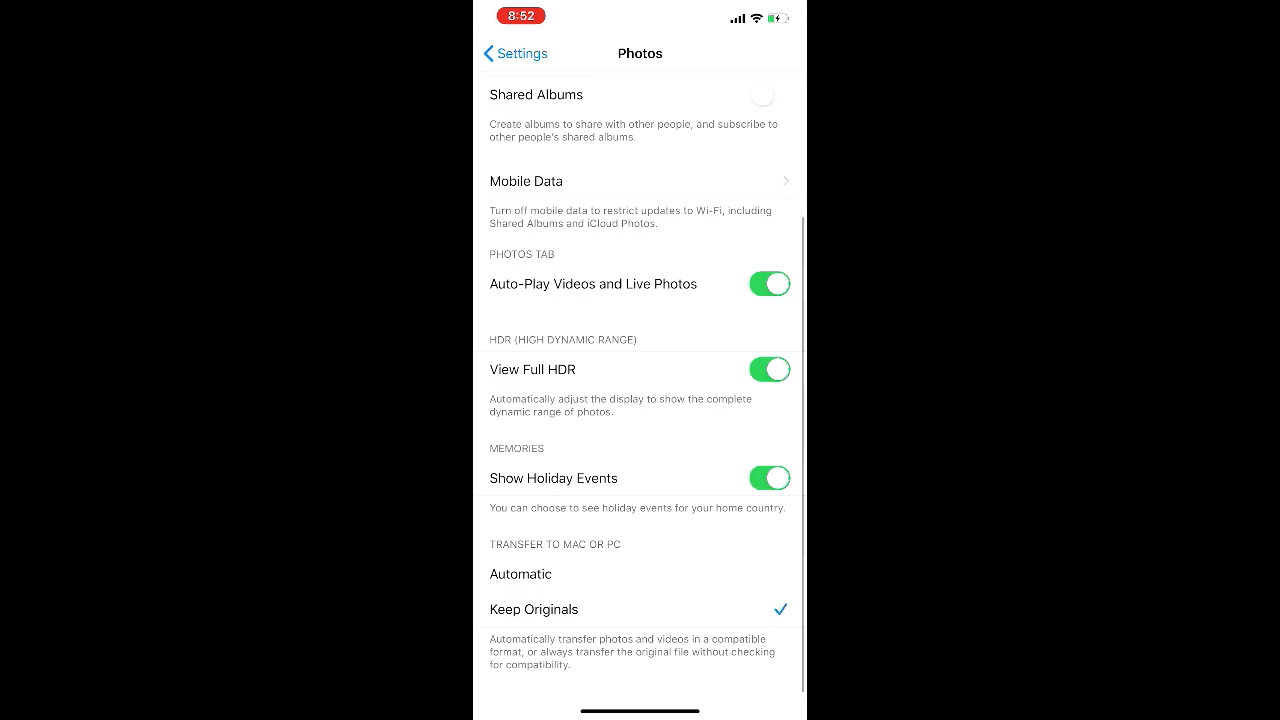 8:52
Settings
Photos
Shared Albums
Create albums to share with other people, and subscribe to
other people's shared albums.
Mobile Data
Turn off mobile data to restrict updates to Wi-Fi, including
Shared Albums and iCloud Photos.
PHOTOS TAB
Auto-Play Videos and Live Photos
HDR (HIGH DYNAMIC RANGE)
View Full HDR
Automatically adjust the display to show the complete
dynamic range of photos.
MEMORIES
Show Holiday Events
You can choose to see holiday events for your home country.
TRANSFER TO MAC OR PC
Automatic
Keep Originals
Automatically transfer photos and videos in a compatible
format, or always transfer the original file without checking
for compatibility.